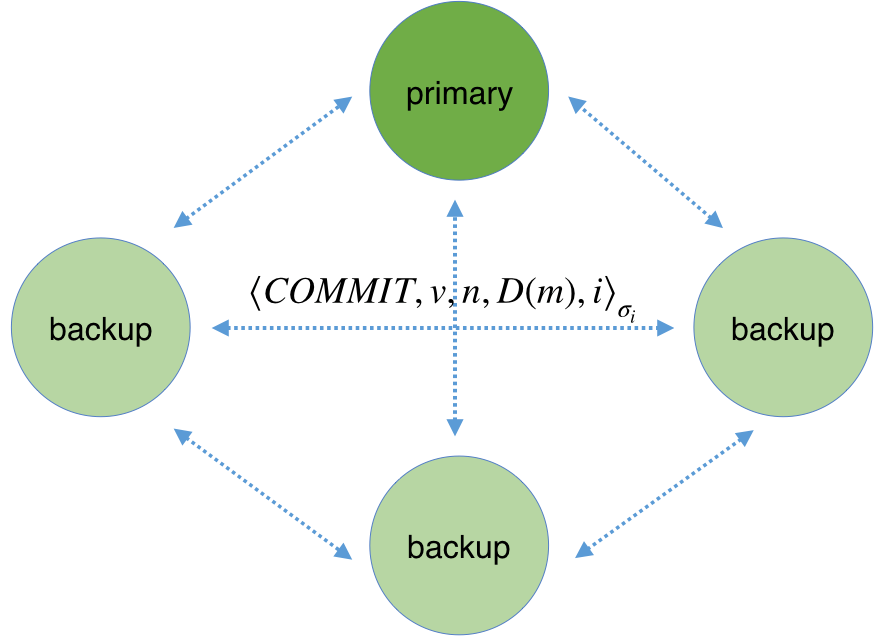 primary
⟨COMMIT, v, n, D(m), i⟩σᵢ
backup
backup
backup